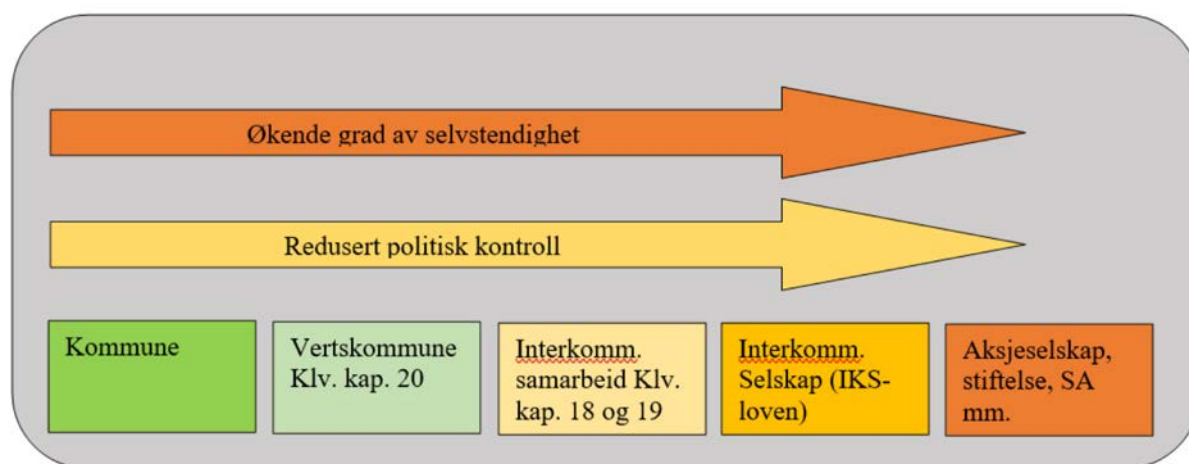 Økende grad av selvstendighet
Redusert politisk kontroll
Kommune
Vertskommune
Klv. kap. 20
Interkomm.
samarbeid Klv.
kap. 18 og 19
Interkomm.
Selskap (IKS-
loven)
Aksjeselskap,
stiftelse, SA
mm.